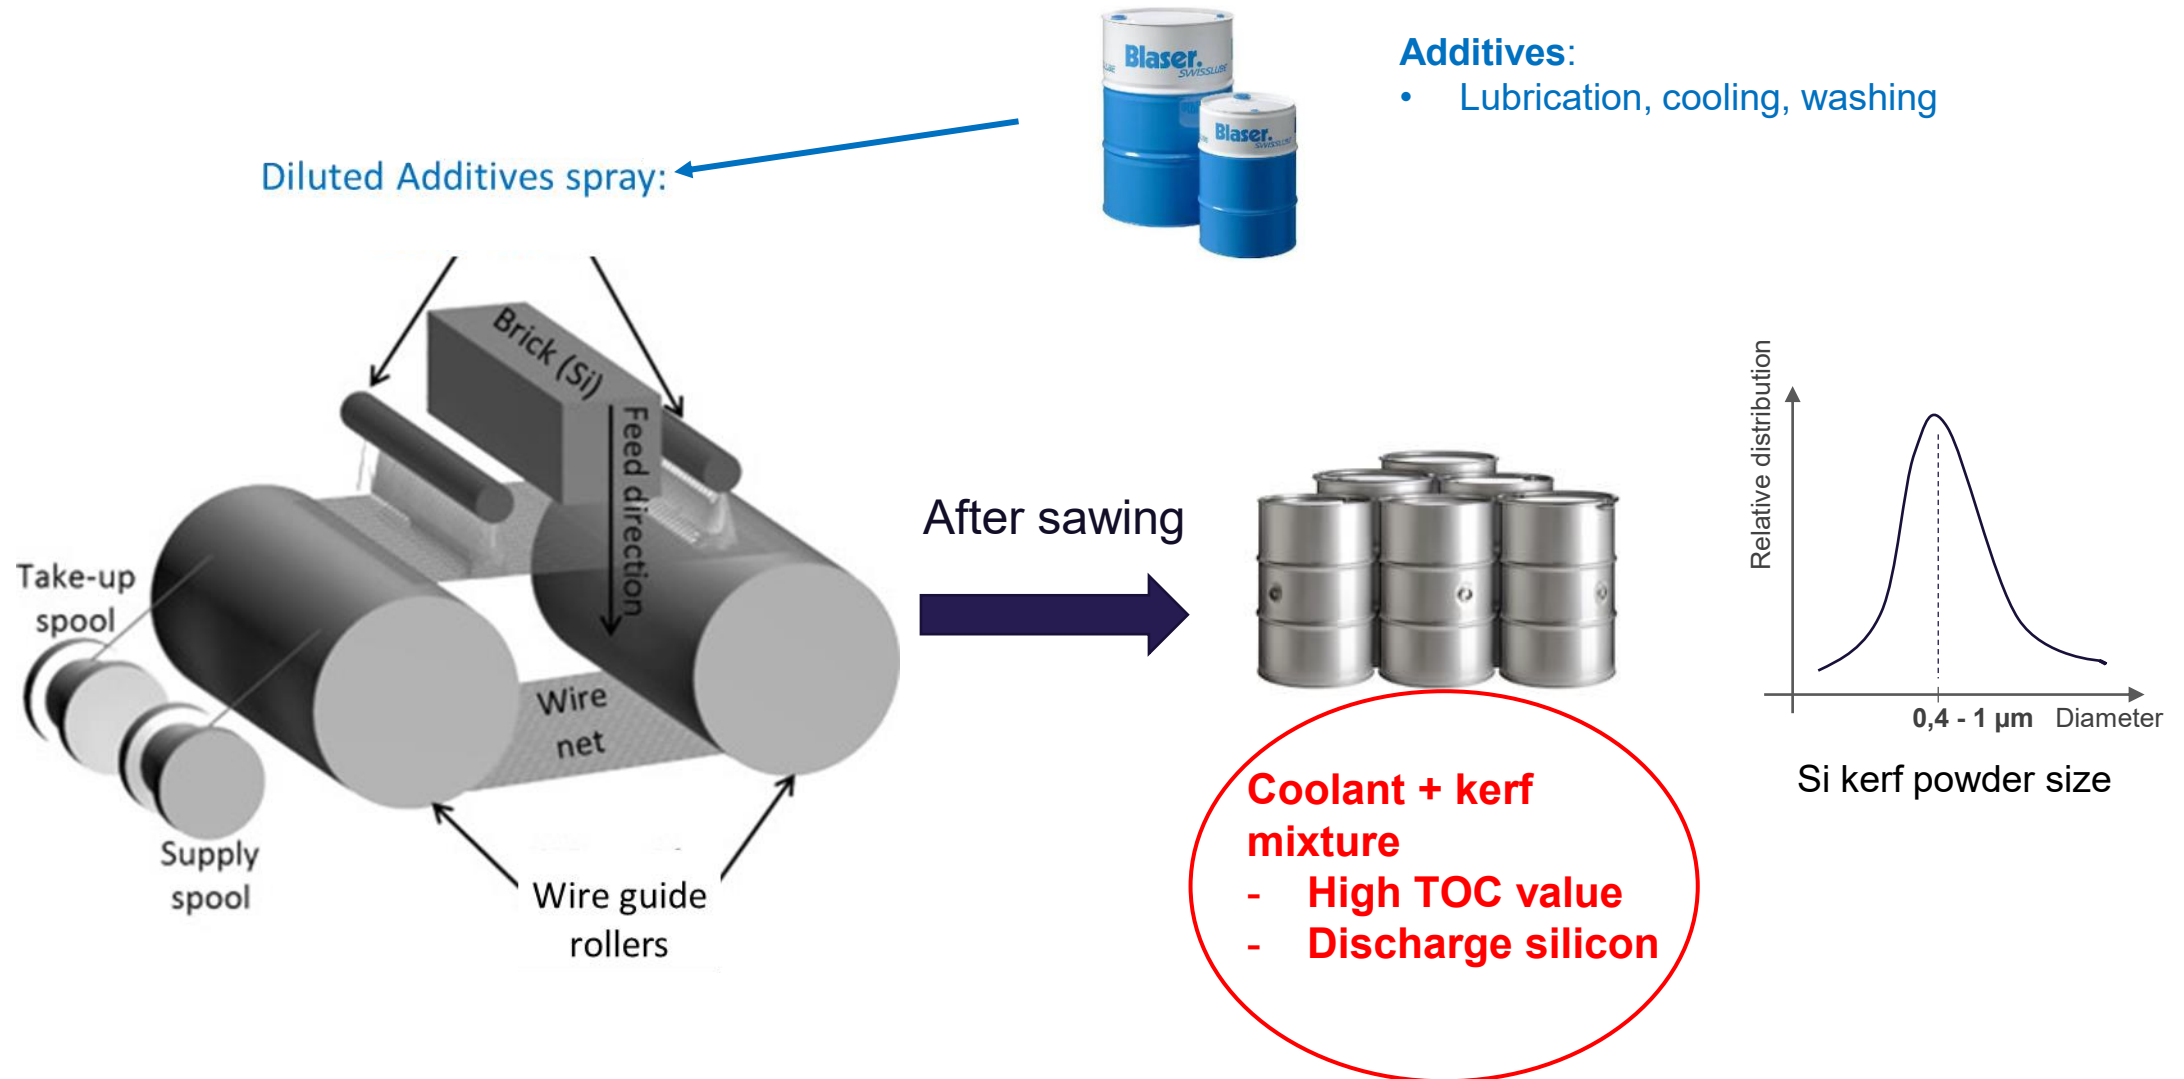 Blaser.
SWISSLUBE
Blaser.
SWISSLUBE
Additives:
• Lubrication, cooling, washing
Diluted Additives spray:
Brick (Si)
Feed direction
Take-up
spool
Supply
spool
Wire
net
Wire guide
rollers
After sawing
Coolant + kerf
mixture
- High TOC value
- Discharge silicon
Relative distribution
0,4 - 1 µm Diameter
Si kerf powder size